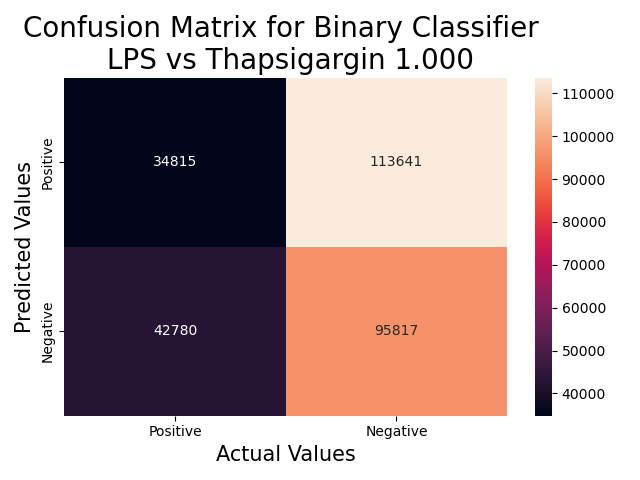 Confusion Matrix for Binary Classifier
LPS vs Thapsigargin 1.000
Predicted Values
Positive
Negative
34815
113641
42780
95817
Positive
Negative
Actual Values
110000
100000
90000
80000
70000
60000
50000
40000